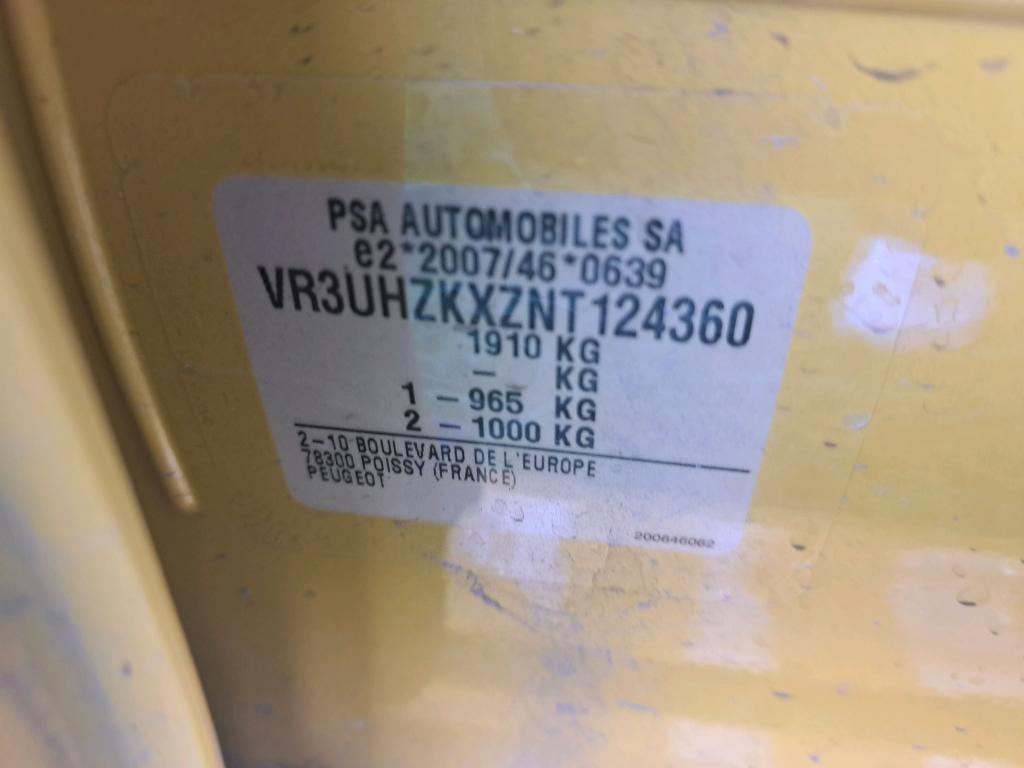 PSA AUTOMOBILES SA
e2*2007/46*0639
VR3UHZKXZNT124360
1910 KG
- KG
1 - 965 KG
2 - 1000 KG
2-10 BOULEVARD DE L'EUROPE
78300 POISSY (FRANCE)
PEUGEOT
200646062